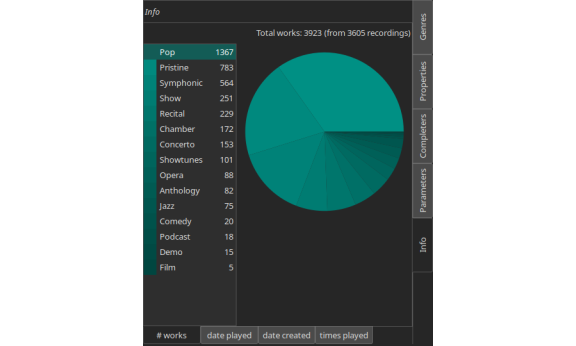 Info
Total works: 3923 (from 3605 recordings)
Pop 1367
Pristine 783
Symphonic 564
Show 251
Recital 229
Chamber 172
Concerto 153
Showtunes 101
Opera 88
Anthology 82
Jazz 75
Comedy 20
Podcast 18
Demo 15
Film 5
# works date played date created times played
Genres
Properties
Completers
Parameters
Info